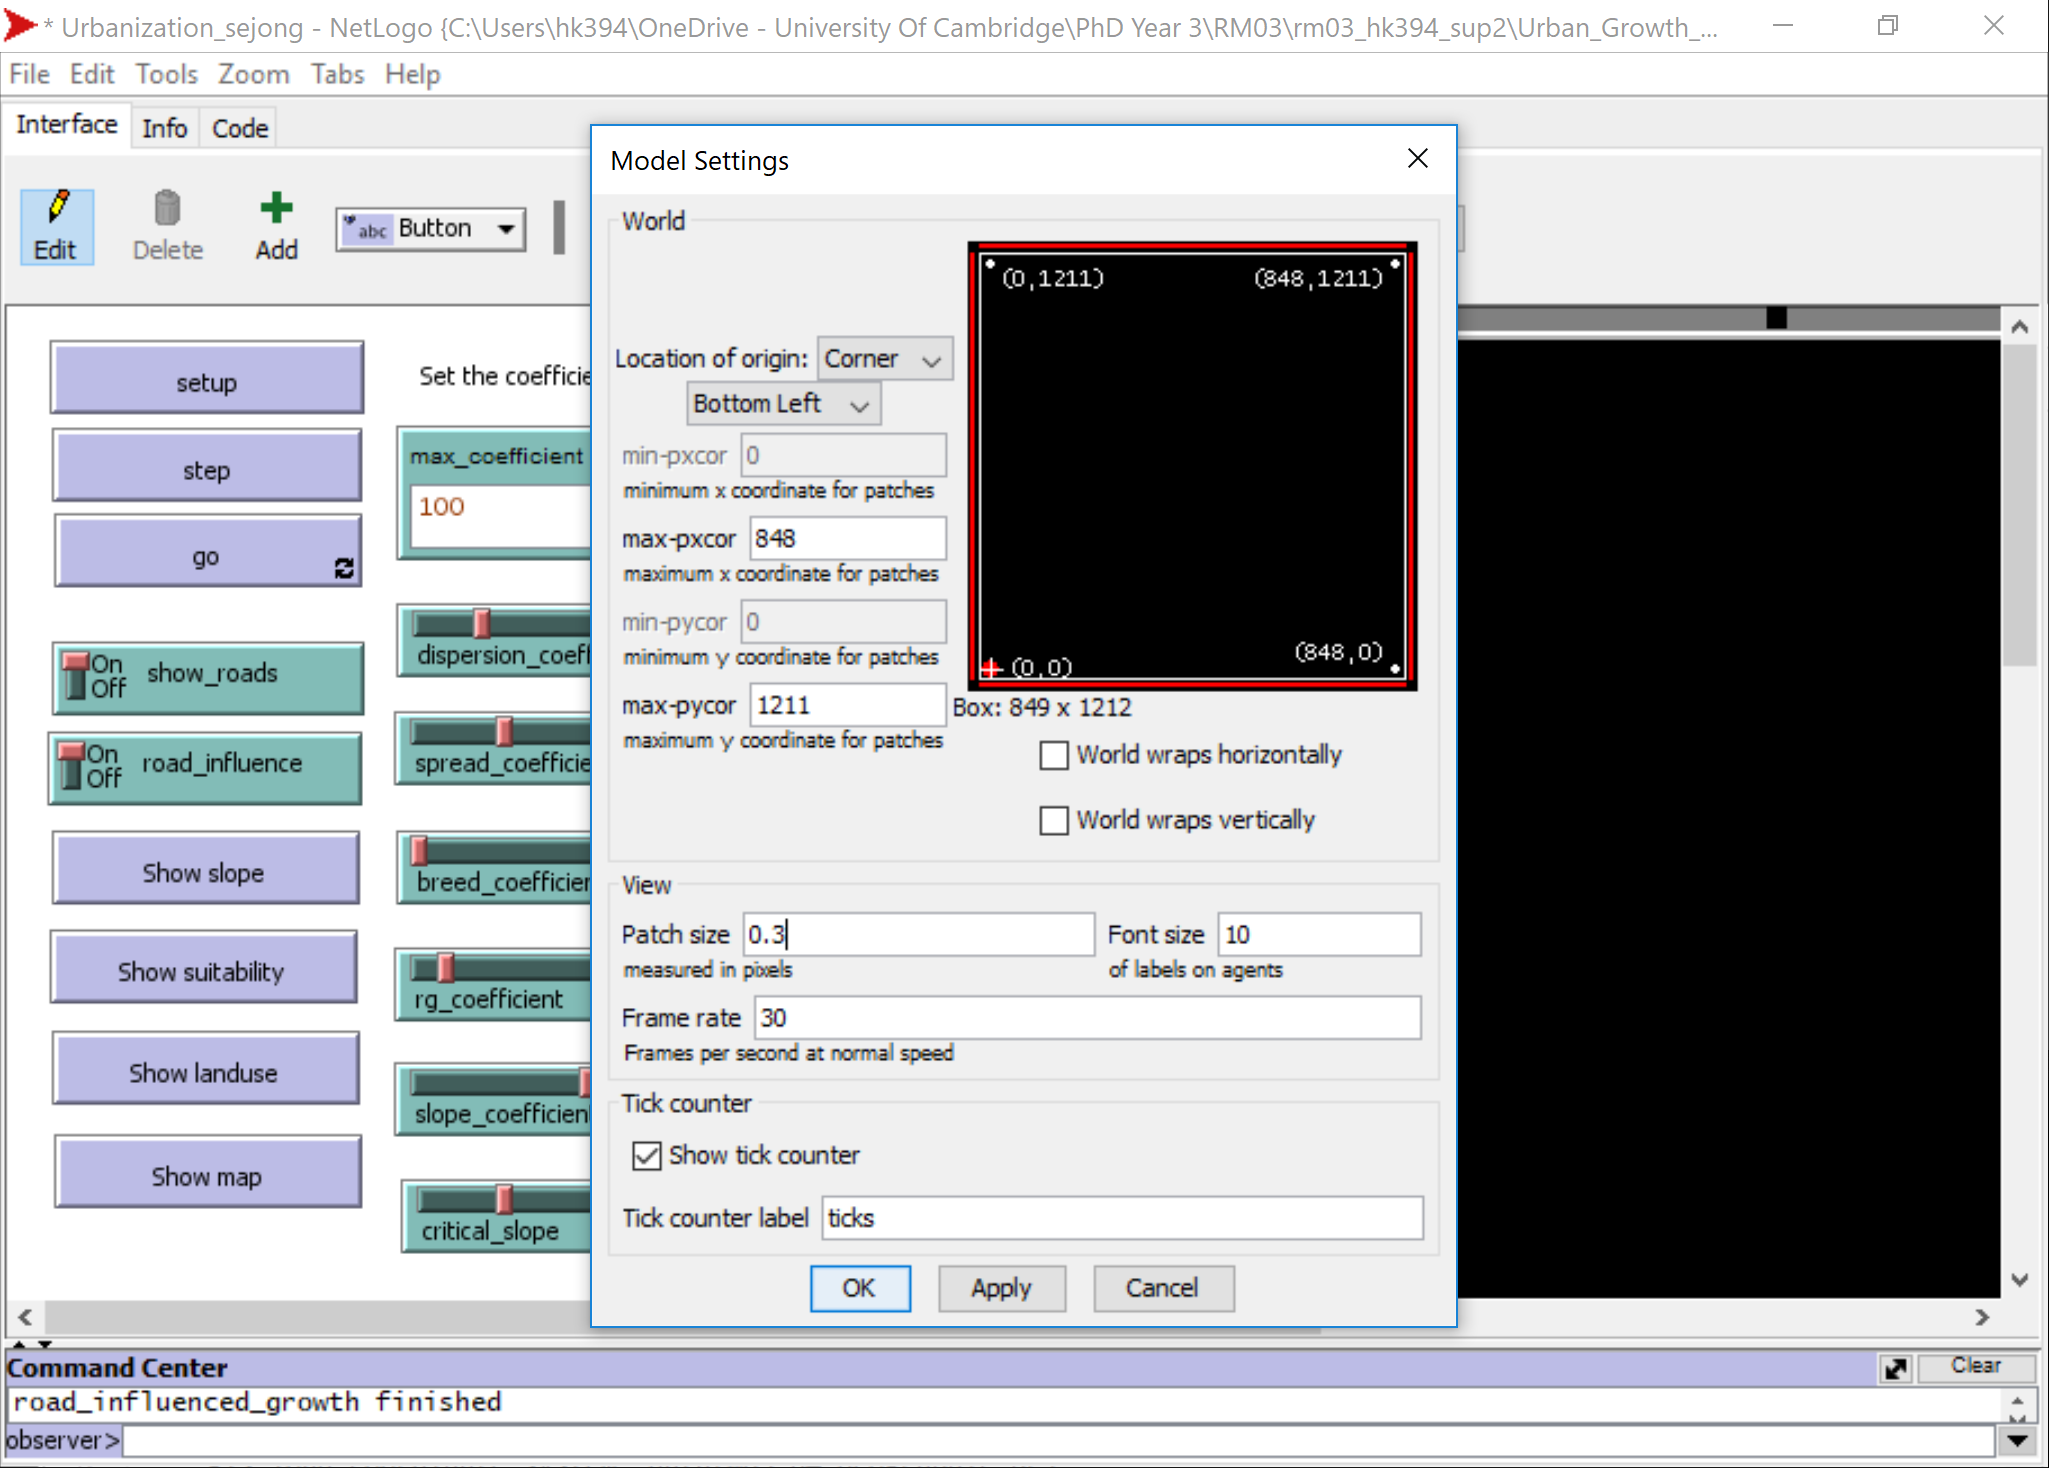 * Urbanization_sejong - NetLogo {C:\Users\hk394\OneDrive - University Of Cambridge\PhD Year 3\RM03\rm03_hk394_sup2\Urban_Growth_...
File Edit Tools Zoom Tabs Help
Interface Info Code
Edit Delete Add abc Button
setup
step
go
On
Off
show_roads
On
Off
road_influence
Show slope
Show suitability
Show landuse
Show map
Set the coefficie
max_coefficient
100
dispersion_coeff
spread_coefficie
breed_coefficier
rg_coefficient
slope_coefficien
critical_slope
Model Settings
World
Location of origin: Corner
Bottom Left
min-pxcor 0
minimum x coordinate for patches
max-pxcor 848
maximum x coordinate for patches
min-pycor 0
minimum y coordinate for patches
max-pycor 1211
maximum y coordinate for patches
(0,1211) (848,1211)
(848,0)
(0,0)
Box: 849 x 1212
World wraps horizontally
World wraps vertically
View
Patch size 0.3 Font size 10
measured in pixels of labels on agents
Frame rate 30
Frames per second at normal speed
Tick counter
Show tick counter
Tick counter label ticks
OK Apply Cancel
Command Center Clear
road_influenced_growth finished
observer>